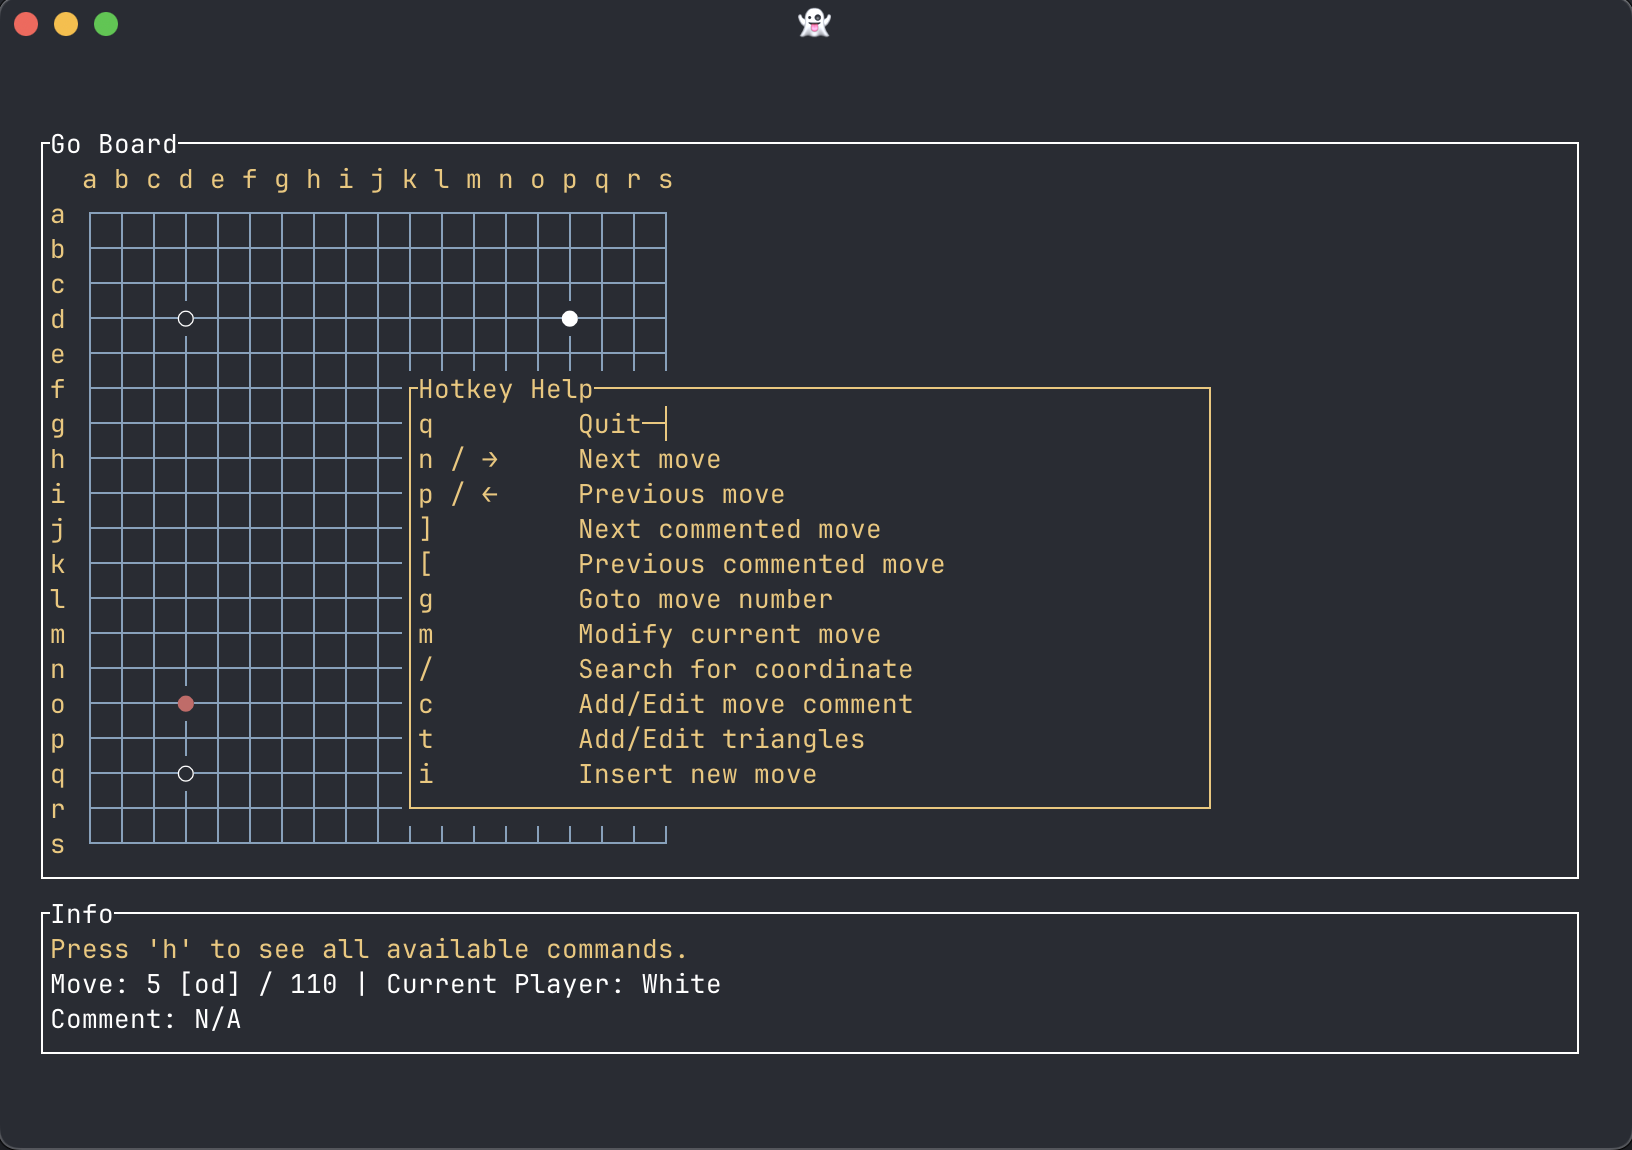 Go Board
a b c d e f g h i j k l m n o p q r s
a
b
c
d
e
f
Hotkey Help
g
q Quit
h
n / → Next move
i
p / ← Previous move
j
] Next commented move
k
[ Previous commented move
l
g Goto move number
m
m Modify current move
n
/ Search for coordinate
o
c Add/Edit move comment
p
t Add/Edit triangles
q
i Insert new move
r
s
Info
Press 'h' to see all available commands.
Move: 5 [od] / 110 | Current Player: White
Comment: N/A